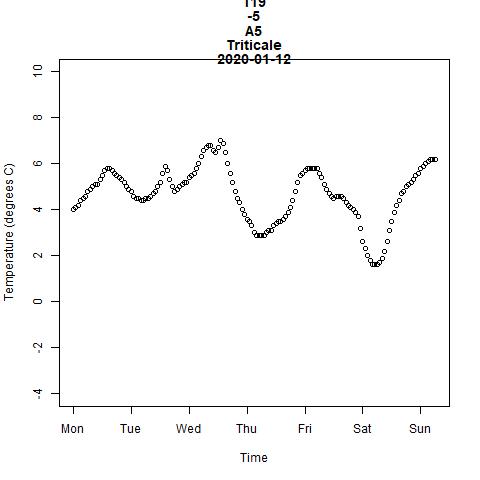 T19
-5
A5
Triticale
2020-01-12
10
8
6
4
2
0
-2
-4
Temperature (degrees C)
Mon Tue Wed Thu Fri Sat Sun
Time